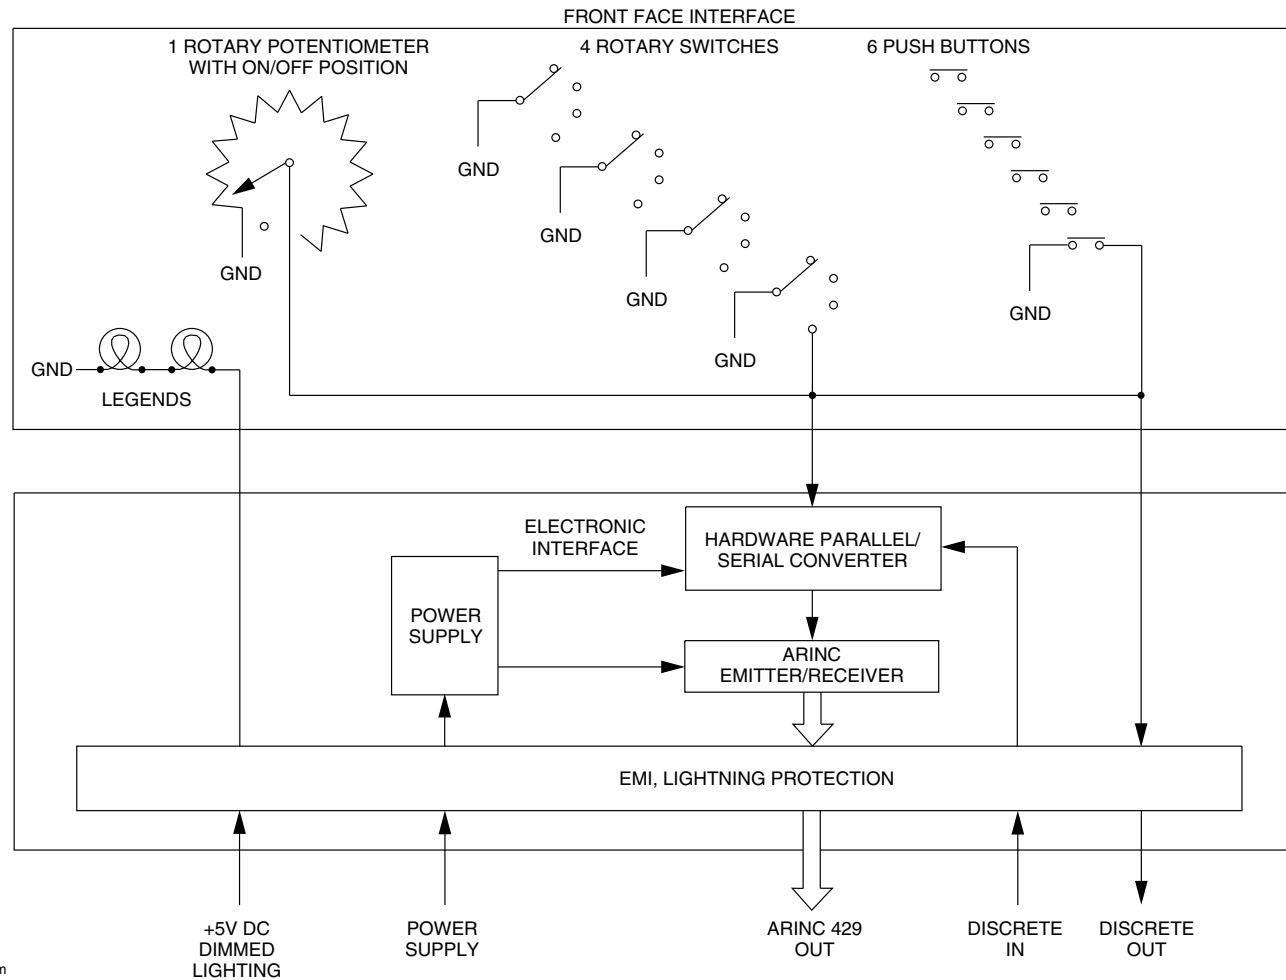 FRONT FACE INTERFACE
1 ROTARY POTENTIOMETER
WITH ON/OFF POSITION
4 ROTARY SWITCHES
6 PUSH BUTTONS
GND
GND
GND
GND
GND
GND
GND
GND
LEGENDS
ELECTRONIC
INTERFACE
HARDWARE PARALLEL/
SERIAL CONVERTER
POWER
SUPPLY
ARINC
EMITTER/RECEIVER
EMI, LIGHTNING PROTECTION
+5V DC
DIMMED
LIGHTING
POWER
SUPPLY
ARINC 429
OUT
DISCRETE
IN
DISCRETE
OUT
m